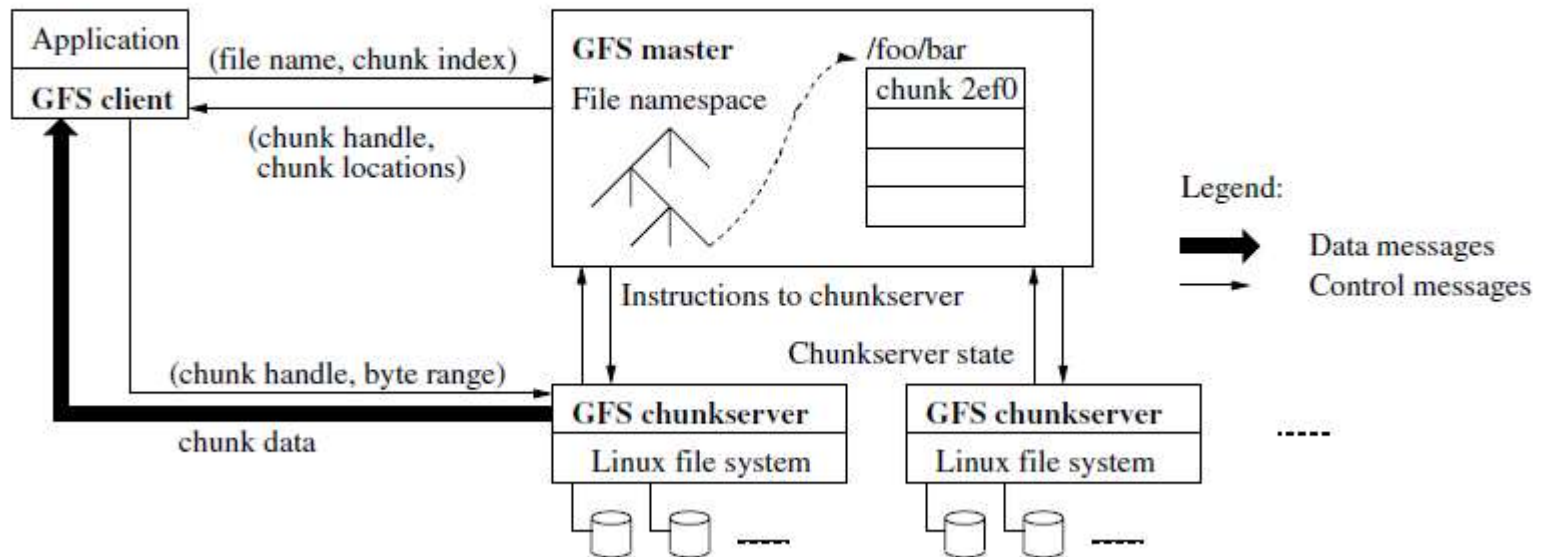 Application
GFS client
(file name, chunk index)
(chunk handle,
chunk locations)
GFS master
File namespace
/foo/bar
chunk 2ef0
Legend:
Data messages
Control messages
Instructions to chunkserver
Chunkserver state
(chunk handle, byte range)
chunk data
GFS chunkserver
Linux file system
GFS chunkserver
Linux file system